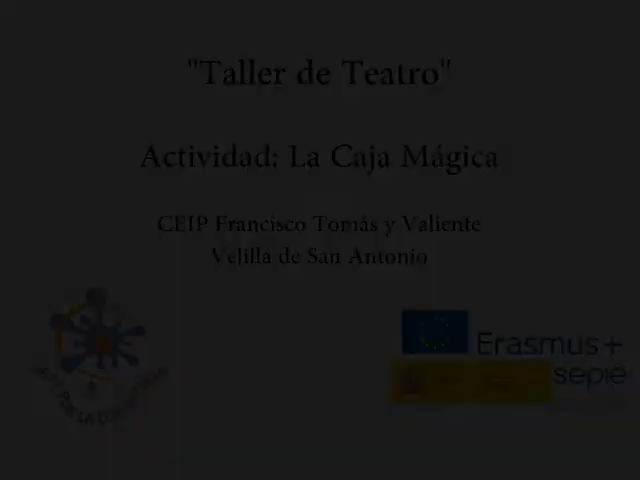 "Taller de Teatro"
Actividad: La Caja Mágica
CEIP Francisco Tomás y Valiente
Velilla de San Antonio
Erasmus+
sepie